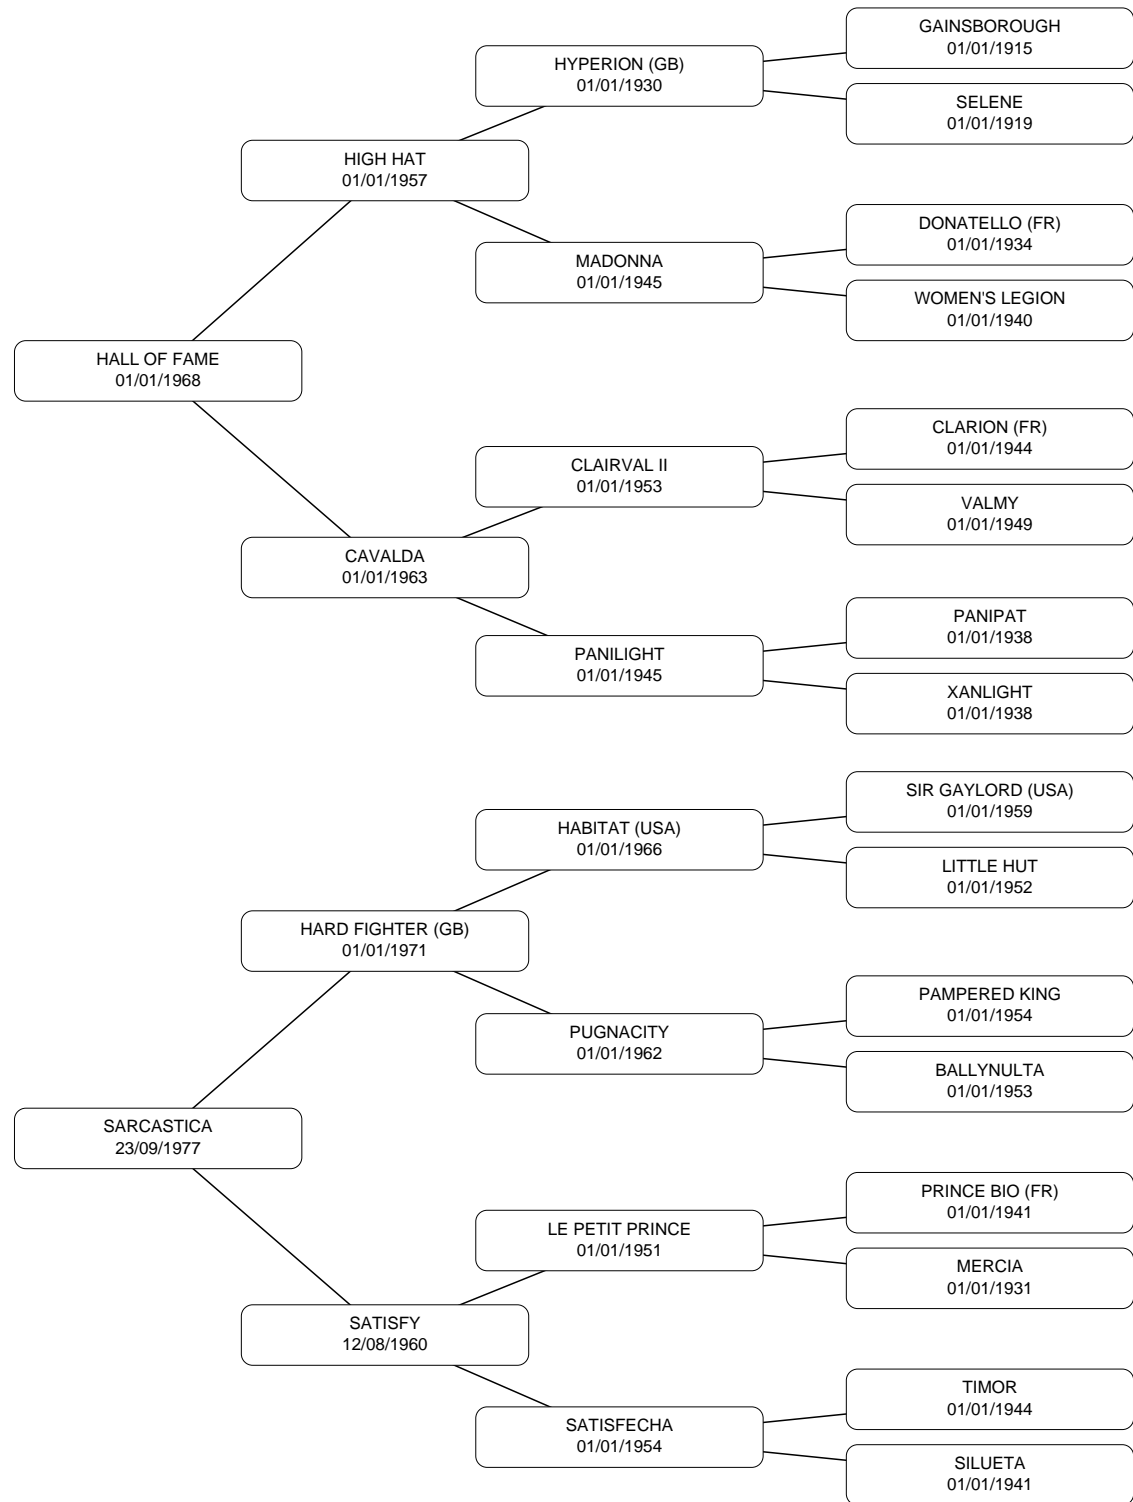 GAINSBOROUGH
01/01/1915
HYPERION (GB)
01/01/1930
SELENE
01/01/1919
HIGH HAT
01/01/1957
DONATELLO (FR)
01/01/1934
MADONNA
01/01/1945
WOMEN'S LEGION
01/01/1940
HALL OF FAME
01/01/1968
CLARION (FR)
01/01/1944
CLAIRVAL II
01/01/1953
VALMY
01/01/1949
CAVALDA
01/01/1963
PANIPAT
01/01/1938
PANILIGHT
01/01/1945
XANLIGHT
01/01/1938
SIR GAYLORD (USA)
01/01/1959
HABITAT (USA)
01/01/1966
LITTLE HUT
01/01/1952
HARD FIGHTER (GB)
01/01/1971
PAMPERED KING
01/01/1954
PUGNACITY
01/01/1962
BALLYNULTA
01/01/1953
SARCASTICA
23/09/1977
PRINCE BIO (FR)
01/01/1941
LE PETIT PRINCE
01/01/1951
MERCIA
01/01/1931
SATISFY
12/08/1960
TIMOR
01/01/1944
SATISFECHA
01/01/1954
SILUETA
01/01/1941